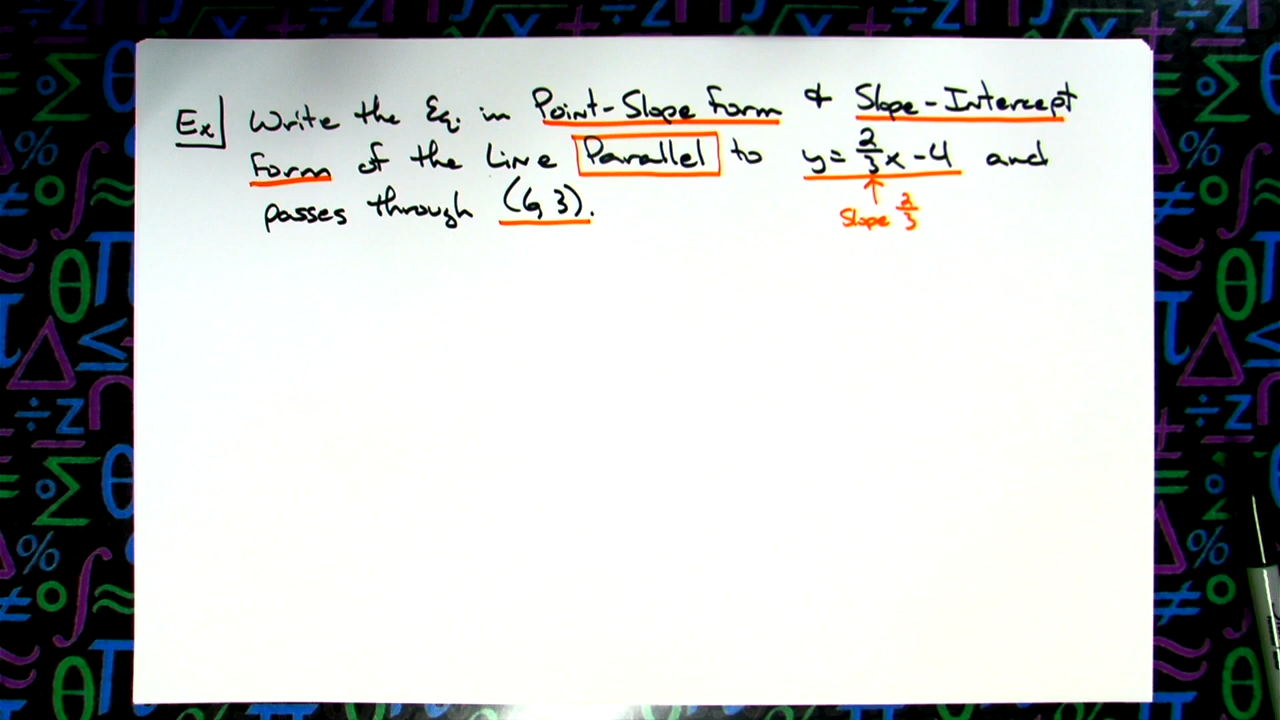 Ex Write the Eq. in Point-Slope Form & Slope-Intercept
Form of the Line Parallel to y = 2/3 x - 4 and
passes through (6, 3).
Slope 2/3